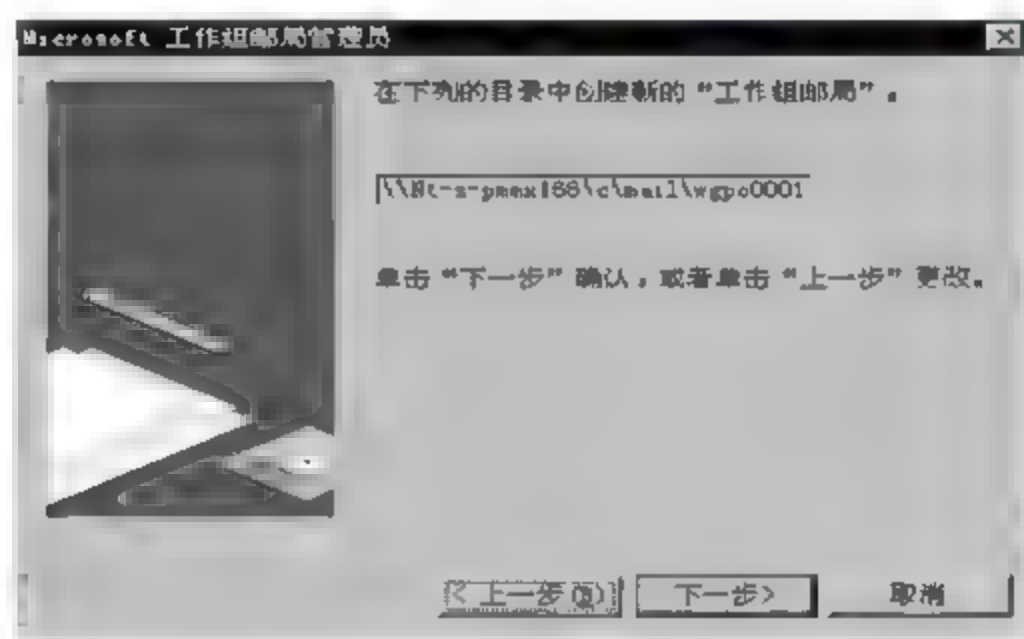 Microsoft 工作组邮局管理员
在下列的目录中创建新的“工作组邮局”。
\c\mail\wgpo0001
单击“下一步”确认，或者单击“上一步”更改。
< 上一步(B)
下一步>
取消